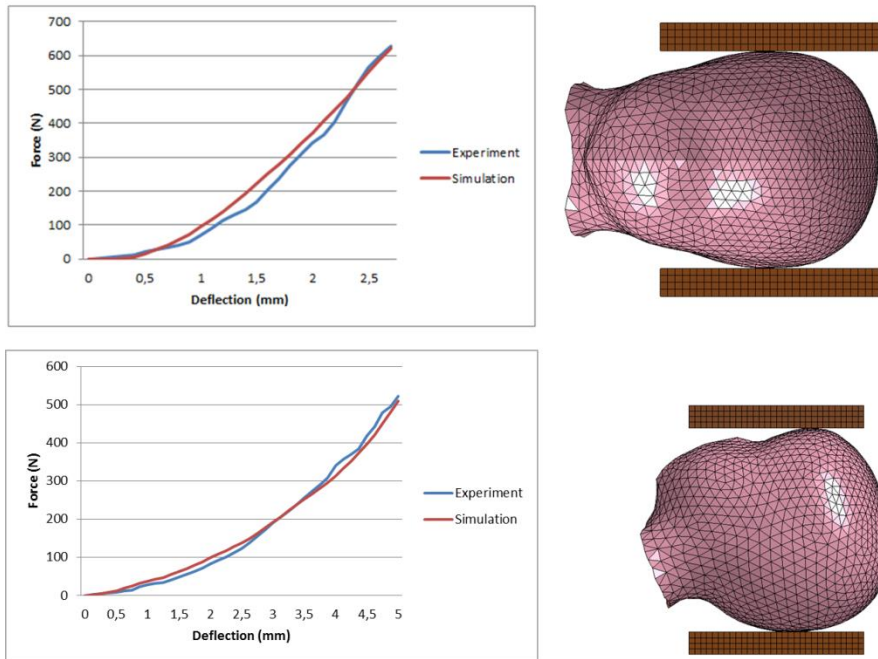 700
600
500
400
300
200
100
0
Force (N)
0 0,5 1 1,5 2 2,5
Deflection (mm)
Experiment
Simulation
600
500
400
300
200
100
0
Force (N)
0 0,5 1 1,5 2 2,5 3 3,5 4 4,5 5
Deflection (mm)
Experiment
Simulation